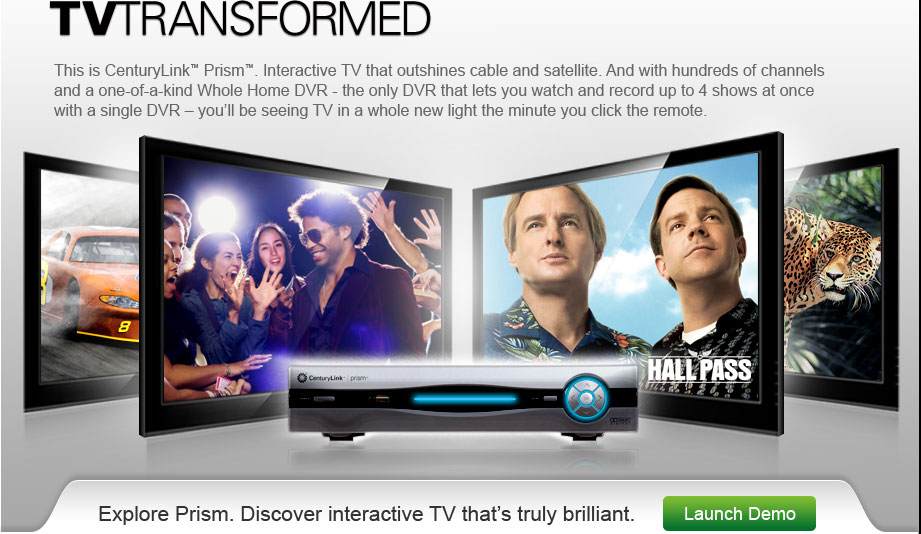 TVTRANSFORMED
This is CenturyLink™ Prism™. Interactive TV that outshines cable and satellite. And with hundreds of channels
and a one-of-a-kind Whole Home DVR - the only DVR that lets you watch and record up to 4 shows at once
with a single DVR – you’ll be seeing TV in a whole new light the minute you click the remote.
8
HALL PASS
CenturyLink™ | prism™
Explore Prism. Discover interactive TV that’s truly brilliant.
Launch Demo